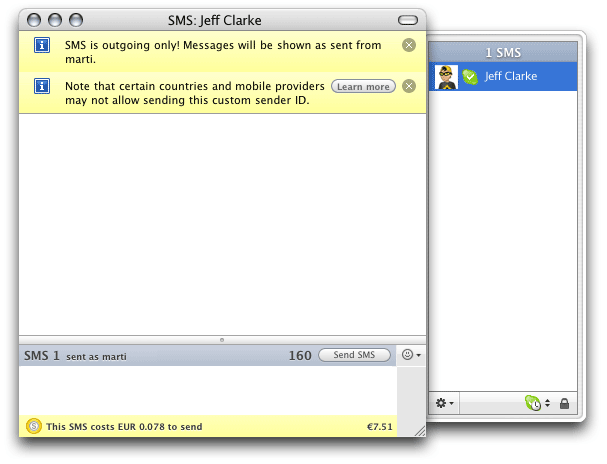 SMS: Jeff Clarke
SMS is outgoing only! Messages will be shown as sent from
marti.
Note that certain countries and mobile providers
may not allow sending this custom sender ID.
Learn more
1 SMS
Jeff Clarke
SMS 1 sent as marti
160
Send SMS
This SMS costs EUR 0.078 to send
€7.51